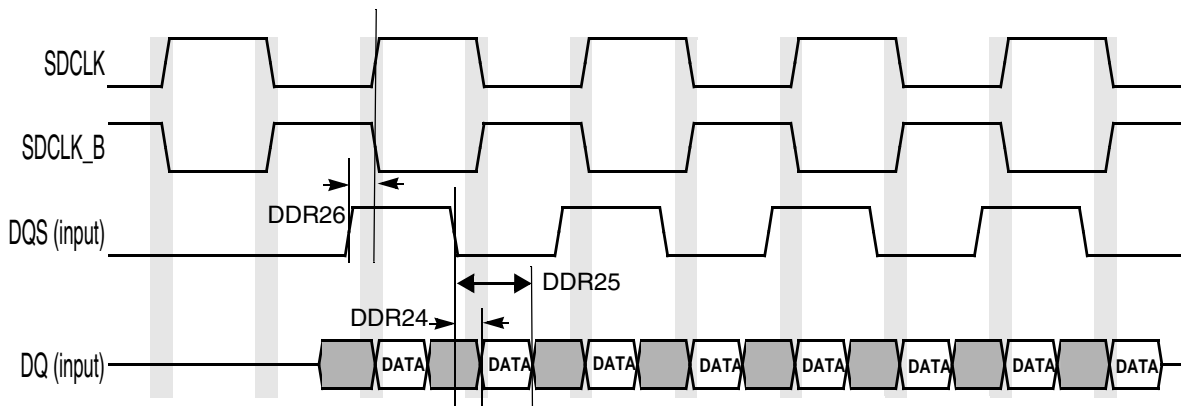 SDCLK
SDCLK_B
DDR26
DQS (input)
DDR25
DDR24
DQ (input)
DATA DATA DATA DATA DATA DATA DATA DATA